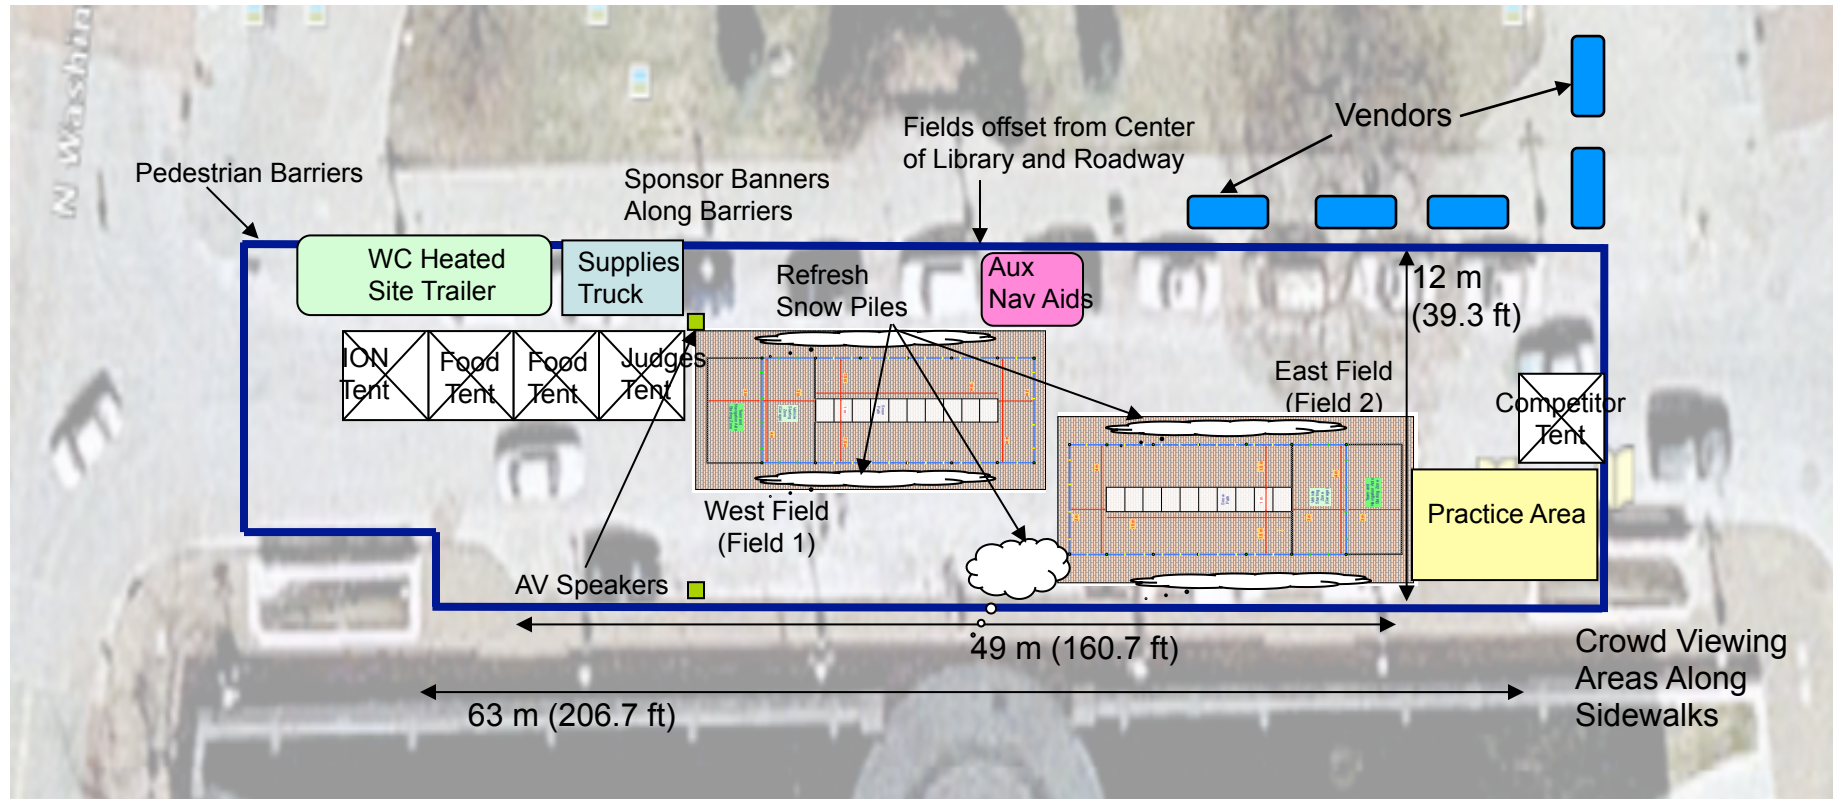 N Washin
Vendors
Fields offset from Center
of Library and Roadway
Pedestrian Barriers
Sponsor Banners
Along Barriers
WC Heated
Site Trailer
Supplies
Truck
Refresh
Snow Piles
Aux
Nav Aids
12 m
(39.3 ft)
ION
Tent
Food
Tent
Food
Tent
Judges
Tent
East Field
(Field 2)
Competitor
Tent
West Field
(Field 1)
Practice Area
AV Speakers
49 m (160.7 ft)
63 m (206.7 ft)
Crowd Viewing
Areas Along
Sidewalks